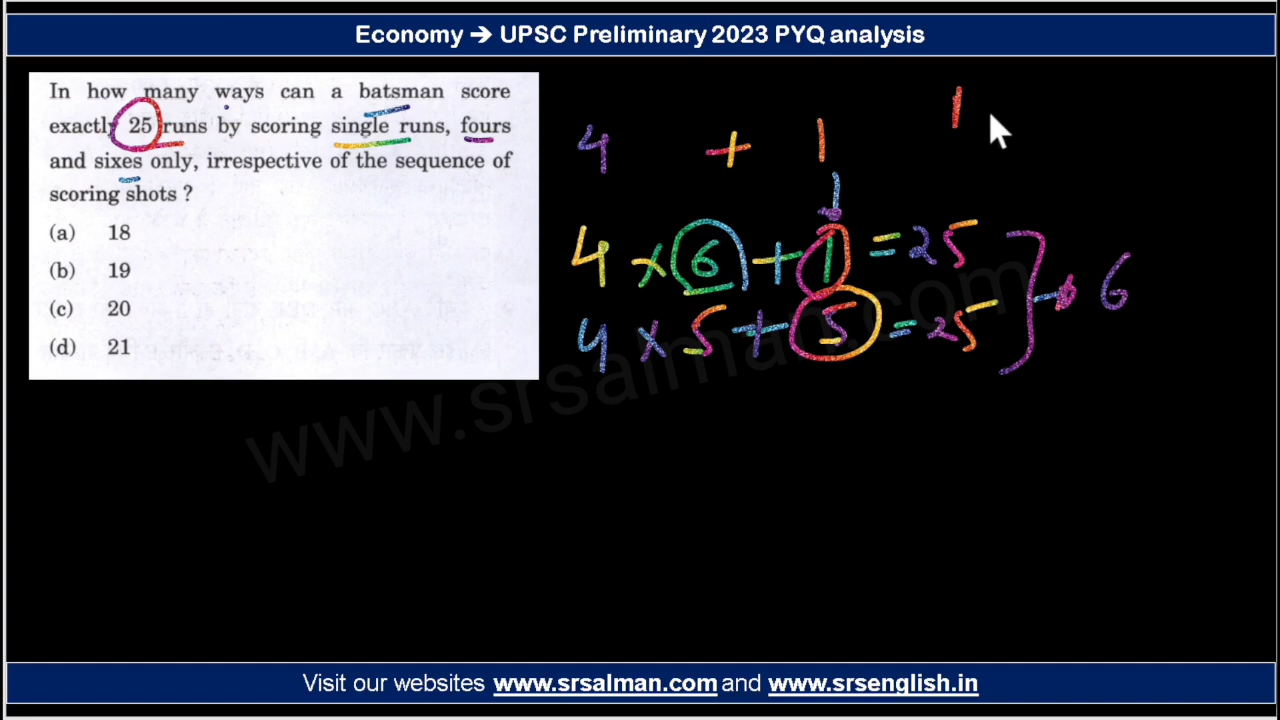 Economy ➔ UPSC Preliminary 2023 PYQ analysis
In how many ways can a batsman score
exactly 25 runs by scoring single runs, fours
and sixes only, irrespective of the sequence of
scoring shots ?
(a) 18
(b) 19
(c) 20
(d) 21
4 + 1
1
4 × 6 + 1 = 25
4 × 5 + 5 = 25
6
www.srsalman.com
Visit our websites www.srsalman.com and www.srsenglish.in